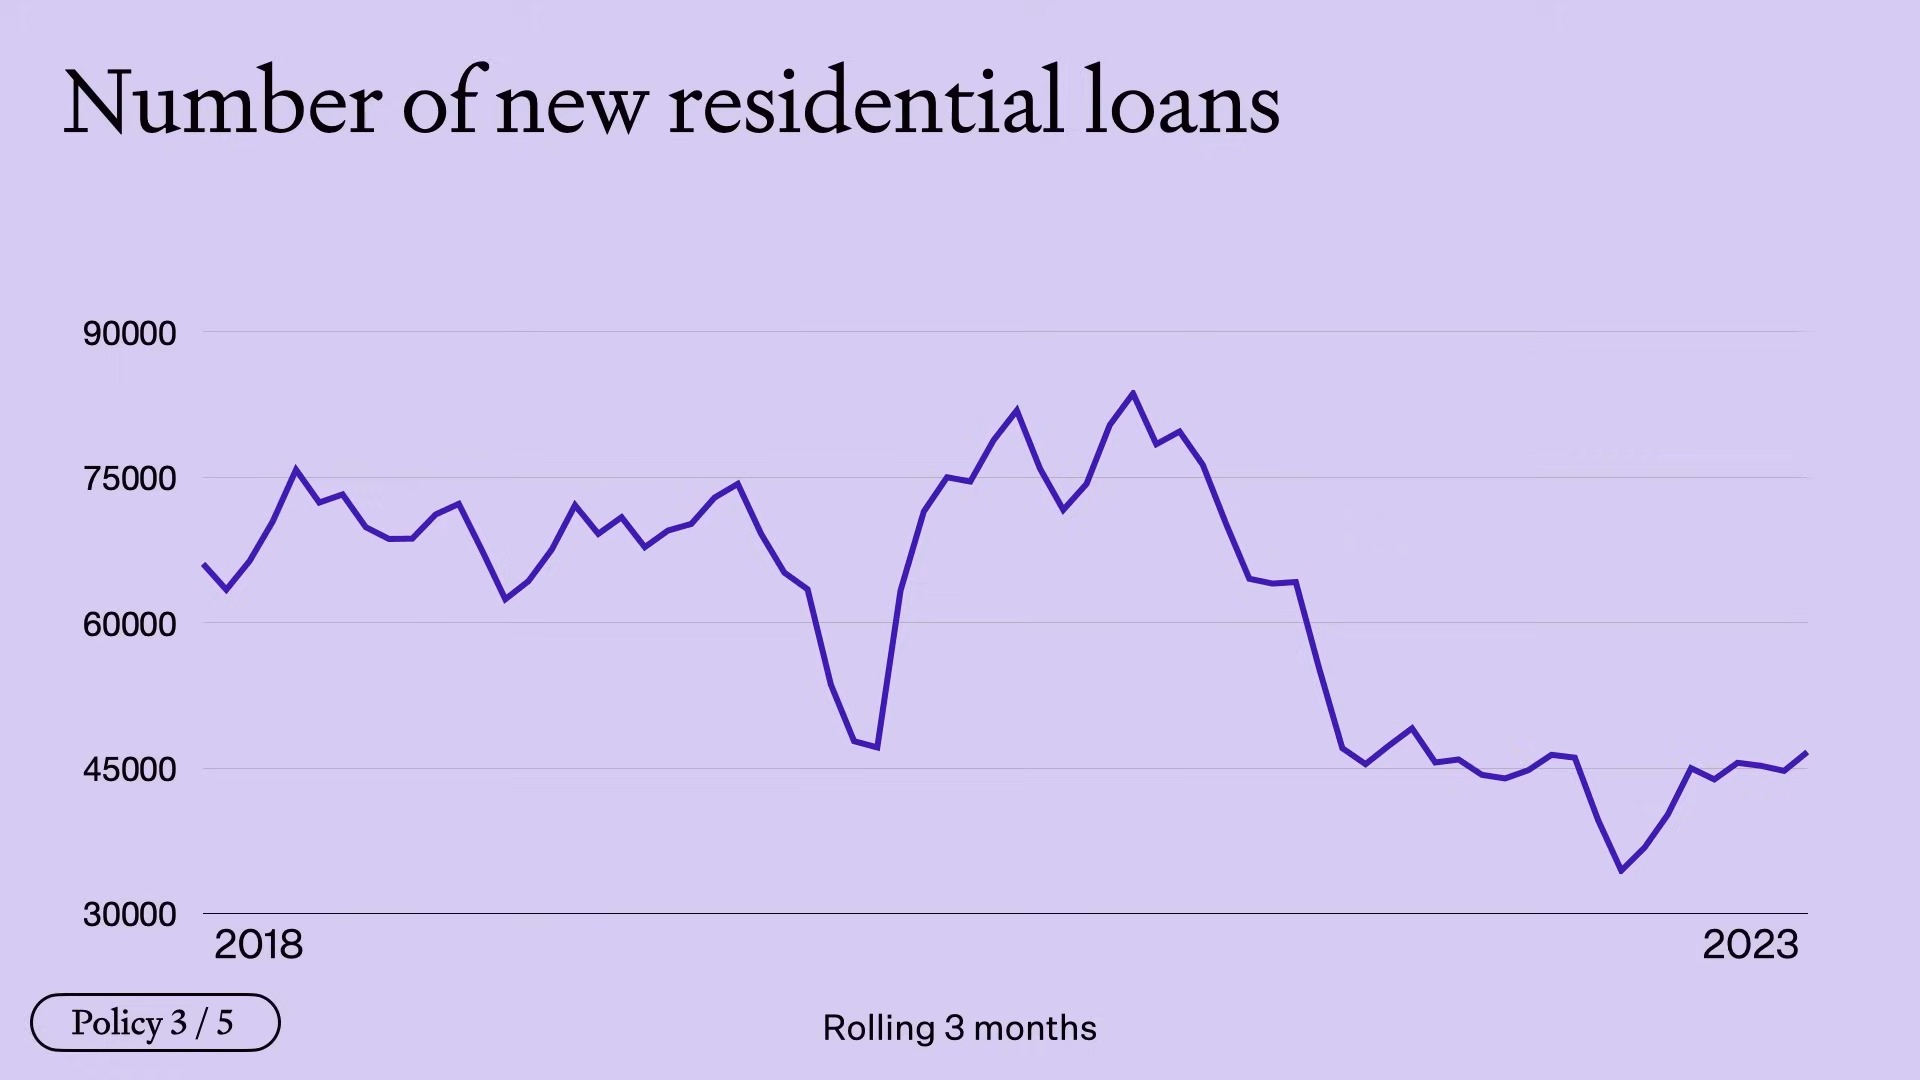 Number of new residential loans
90000
75000
60000
45000
30000
2018 2023
Policy 3 / 5
Rolling 3 months